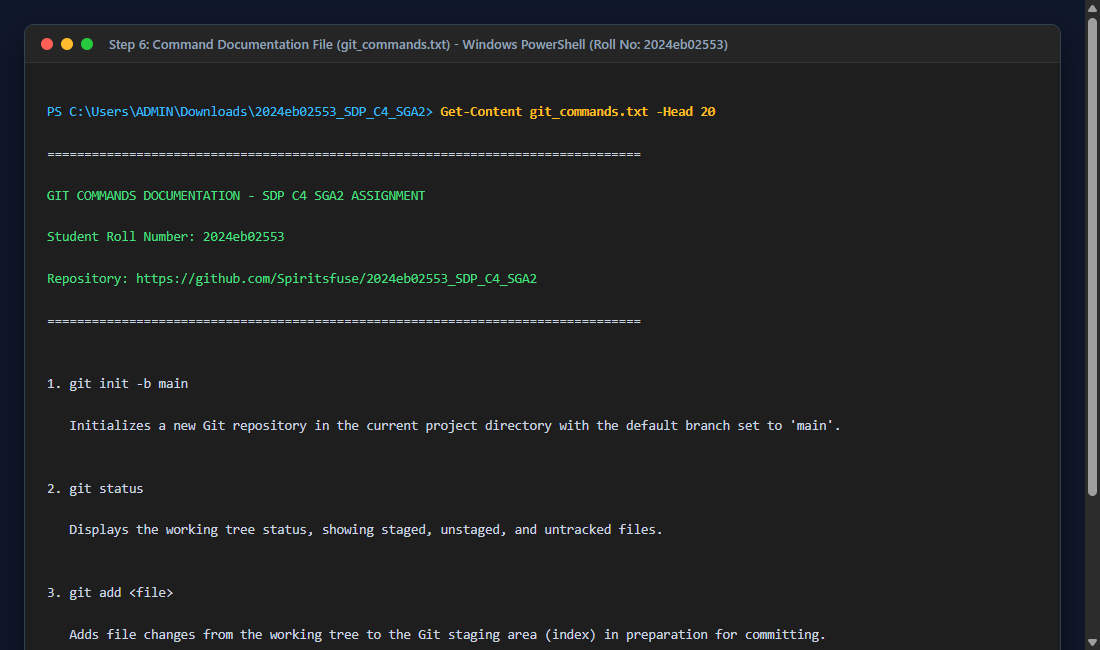 Step 6: Command Documentation File (git_commands.txt) - Windows PowerShell (Roll No: 2024eb02553)
PS C:\Users\ADMIN\Downloads\2024eb02553_SDP_C4_SGA2> Get-Content git_commands.txt -Head 20
================================================================================
GIT COMMANDS DOCUMENTATION - SDP C4 SGA2 ASSIGNMENT
Student Roll Number: 2024eb02553
Repository: https://github.com/Spiritsfuse/2024eb02553_SDP_C4_SGA2
================================================================================
1. git init -b main
Initializes a new Git repository in the current project directory with the default branch set to 'main'.
2. git status
Displays the working tree status, showing staged, unstaged, and untracked files.
3. git add <file>
Adds file changes from the working tree to the Git staging area (index) in preparation for committing.